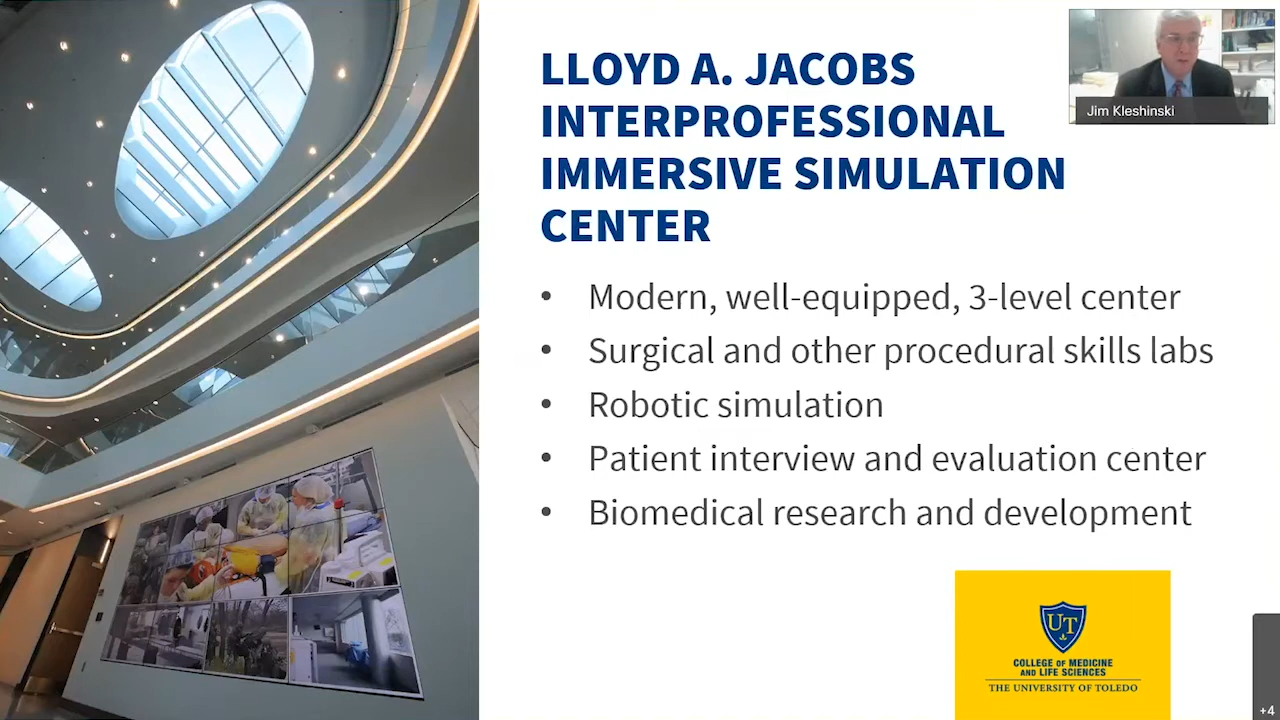 LLOYD A. JACOBS
INTERPROFESSIONAL
IMMERSIVE SIMULATION
CENTER
Jim Kleshinski
• Modern, well-equipped, 3-level center
• Surgical and other procedural skills labs
• Robotic simulation
• Patient interview and evaluation center
• Biomedical research and development
UT
COLLEGE OF MEDICINE
AND LIFE SCIENCES
THE UNIVERSITY OF TOLEDO
+4